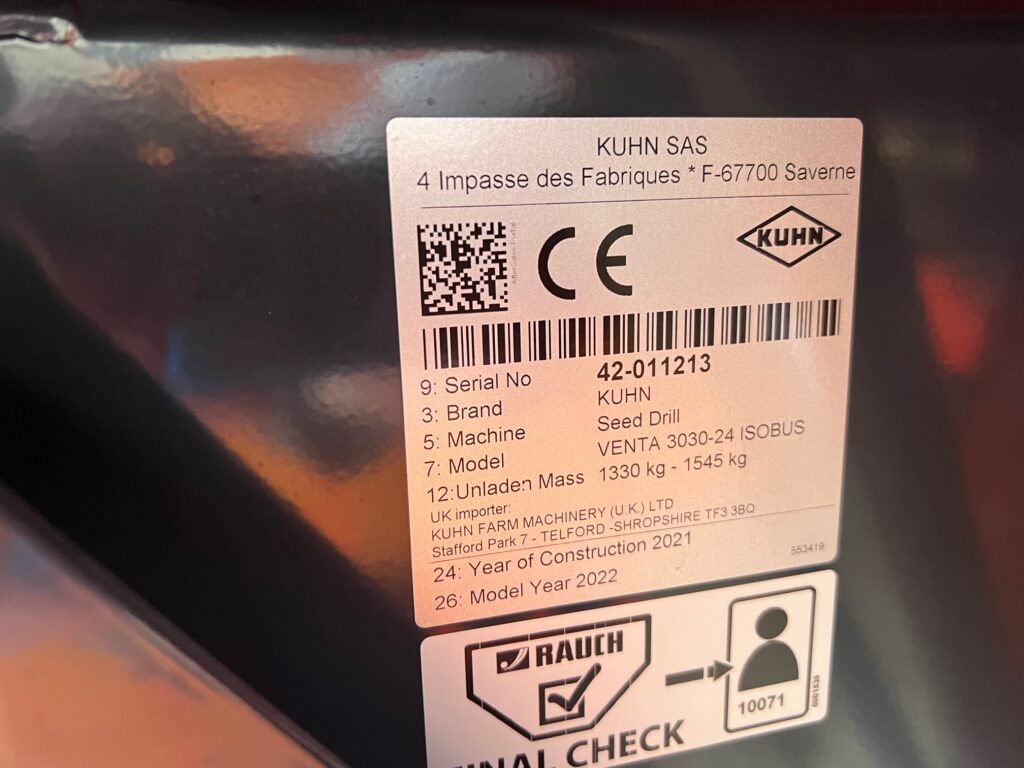 KUHN SAS
4 Impasse des Fabriques * F-67700 Saverne
KUHN
9: Serial No 42-011213
3: Brand KUHN
5: Machine Seed Drill
7: Model VENTA 3030-24 ISOBUS
12:Unladen Mass 1330 kg - 1545 kg
UK importer:
KUHN FARM MACHINERY (U.K.) LTD
Stafford Park 7 - TELFORD -SHROPSHIRE TF3 3BQ
24: Year of Construction 2021
553419
26: Model Year 2022
RAUCH
10071
CHECK